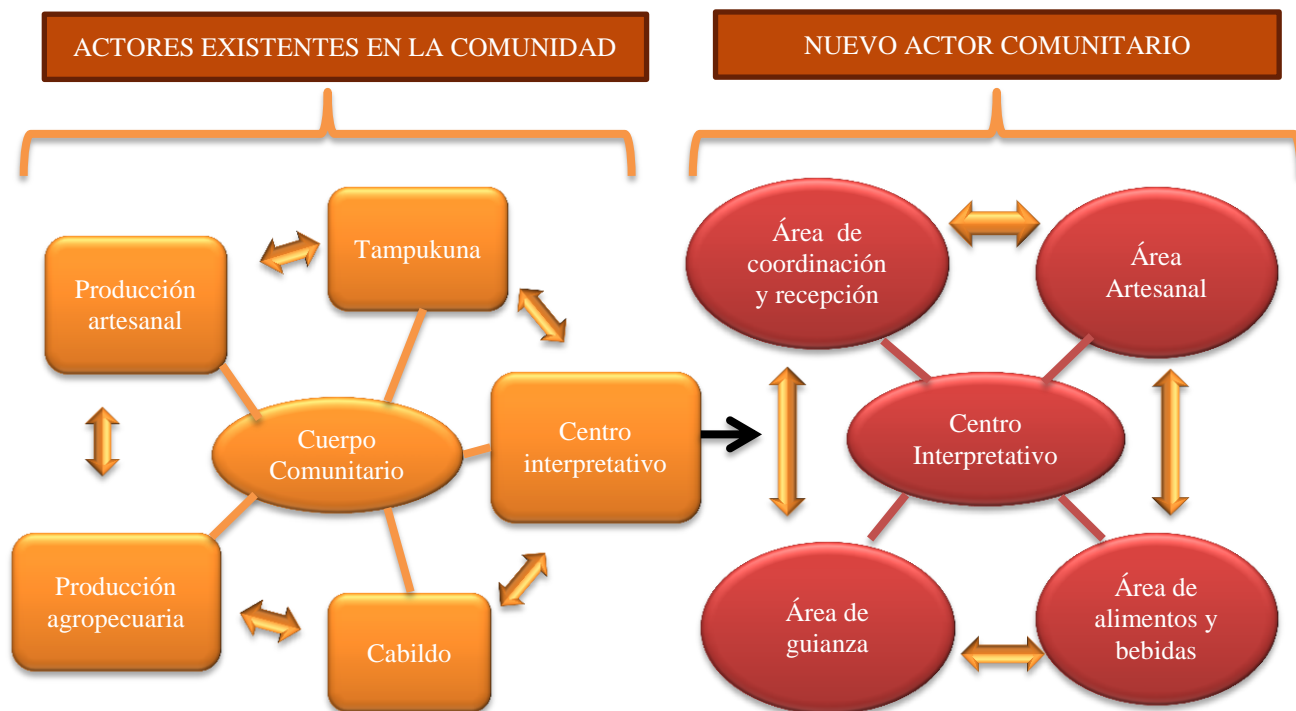 ACTORES EXISTENTES EN LA COMUNIDAD
NUEVO ACTOR COMUNITARIO
Tampukuna
Producción
artesanal
Cuerpo
Comunitario
Centro
interpretativo
Producción
agropecuaria
Cabildo
Área de
coordinación
y recepción
Área
Artesanal
Centro
Interpretativo
Área de
guianza
Área de
alimentos y
bebidas